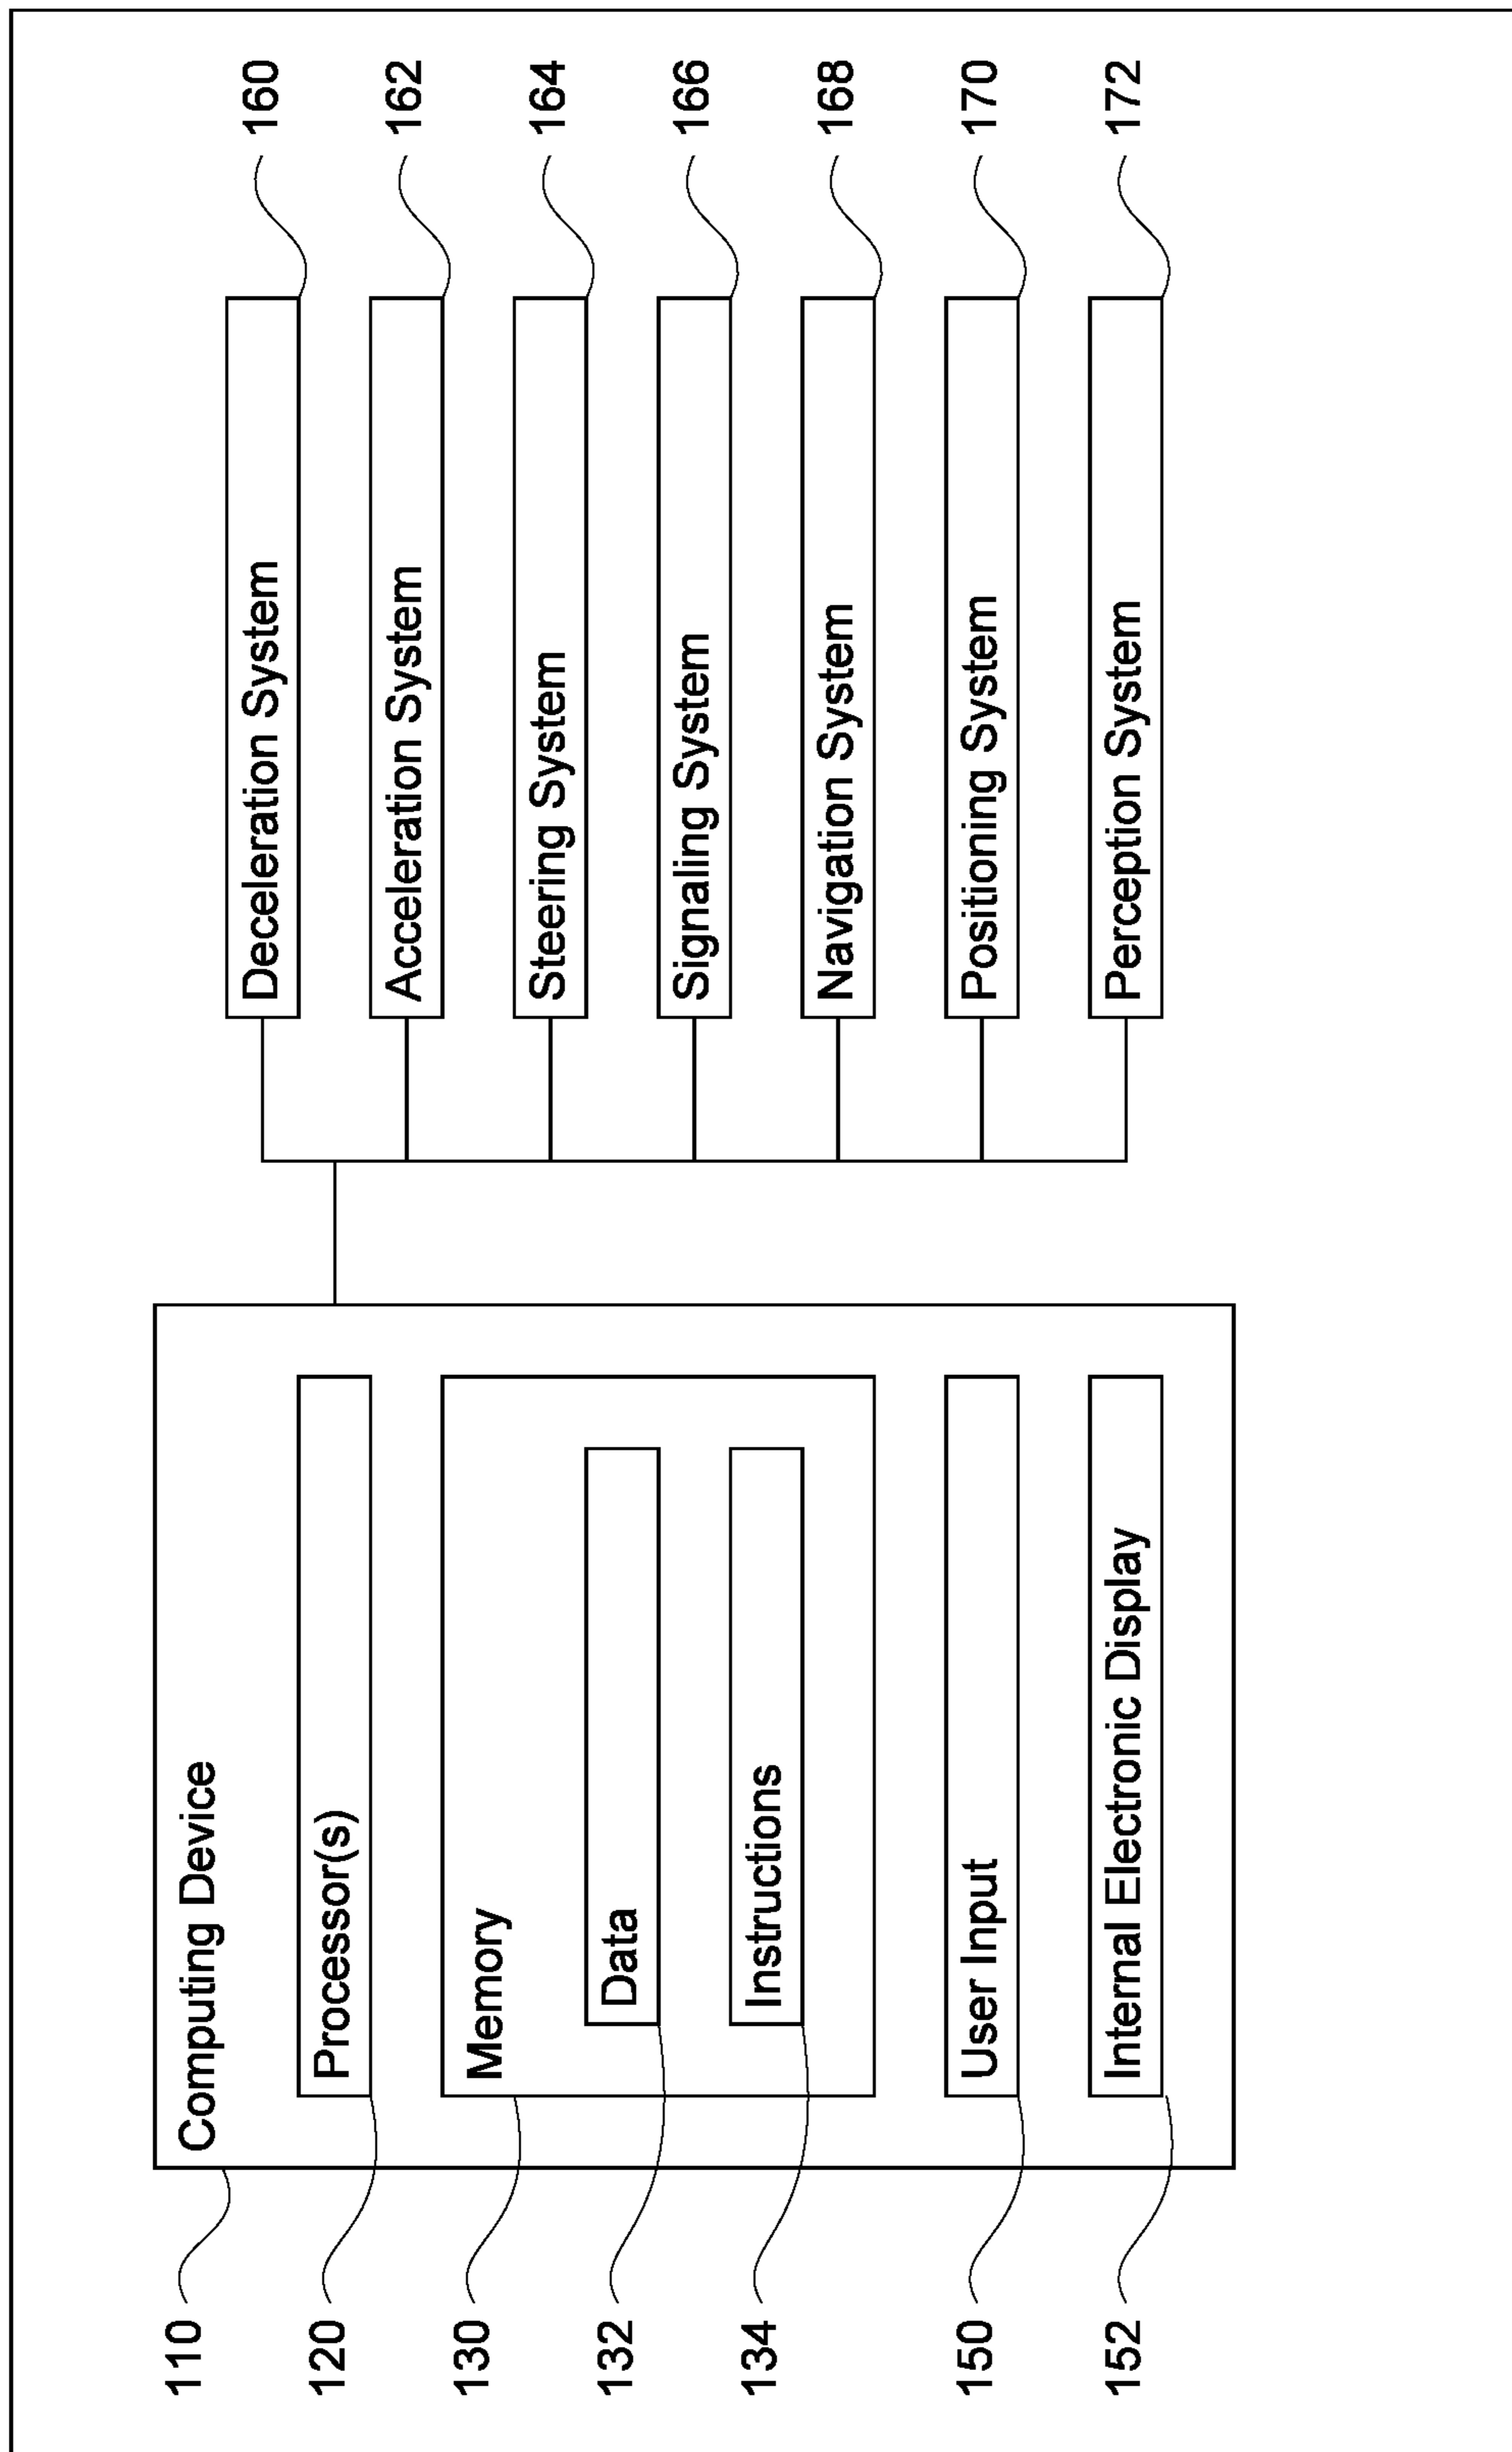 110
Computing Device
120
Processor(s)
130
Memory
132
Data
134
Instructions
150
User Input
152
Internal Electronic Display
Deceleration System
160
Acceleration System
162
Steering System
164
Signaling System
166
Navigation System
168
Positioning System
170
Perception System
172